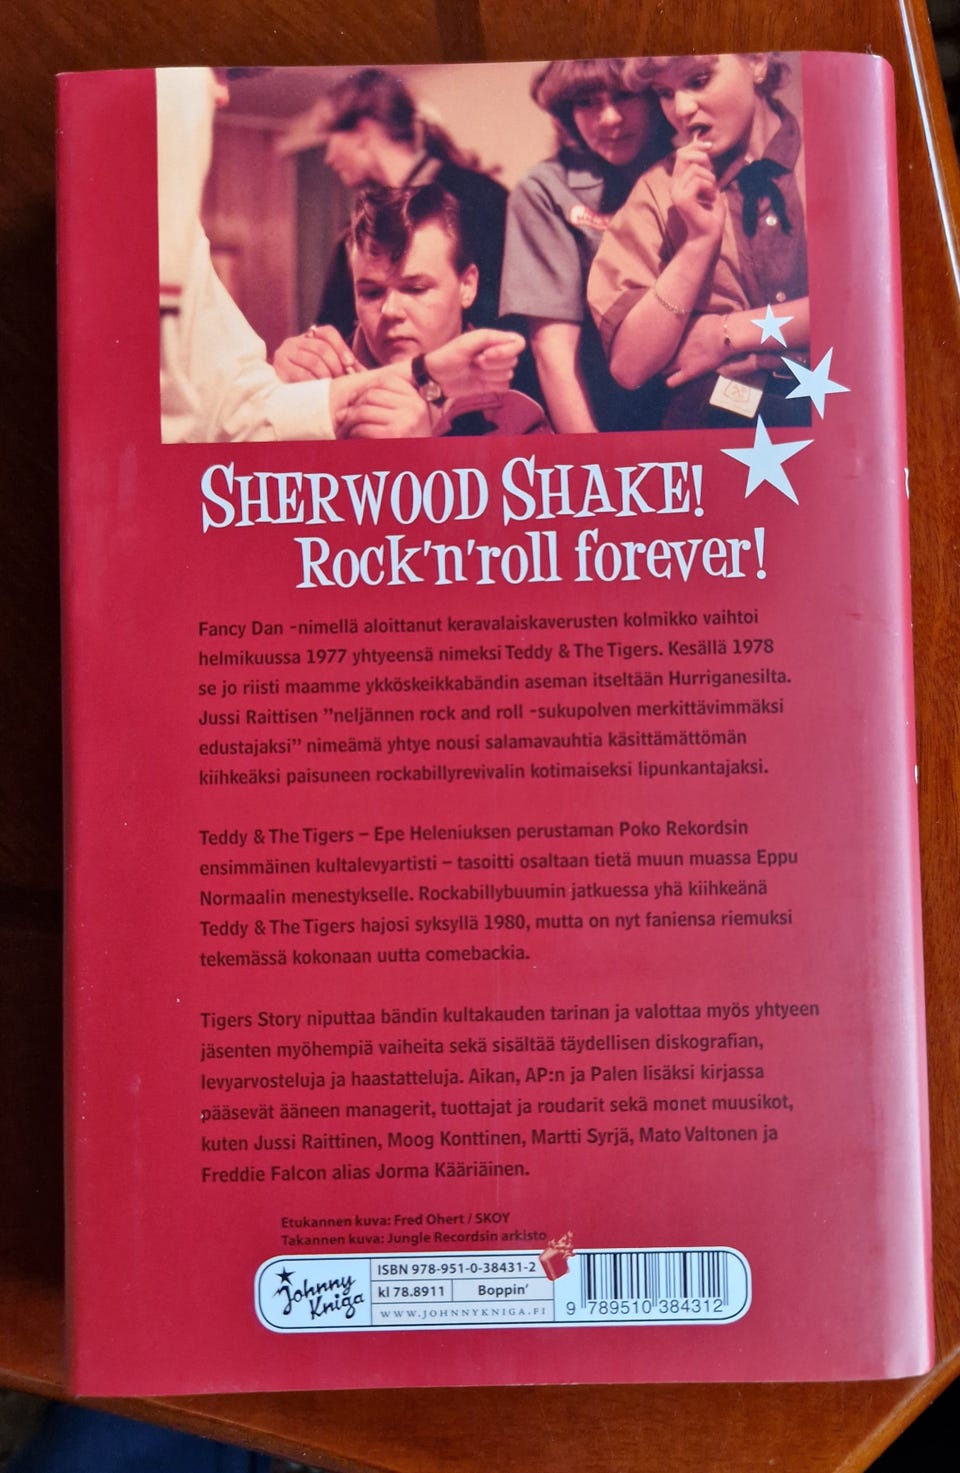 SHERWOOD SHAKE!
Rock'n'roll forever!
Fancy Dan -nimellä aloittanut keravalaiskaverusten kolmikko vaihtoi
helmikuussa 1977 yhtyeensä nimeksi Teddy & The Tigers. Kesällä 1978
se jo riisti maamme ykköskeikkabändin aseman itseltään Hurriganesilta.
Jussi Raittisen ”neljännen rock and roll -sukupolven merkittävimmäksi
edustajaksi” nimeämä yhtye nousi salamavauhtia käsittämättömän
kiihkeäksi paisuneen rockabillyrevivalin kotimaiseksi lipunkantajaksi.
Teddy & The Tigers – Epe Heleniuksen perustaman Poko Rekordsin
ensimmäinen kultalevyartisti – tasoitti osaltaan tietä muun muassa Eppu
Normaalin menestykselle. Rockabillybuumin jatkuessa yhä kiihkeänä
Teddy & The Tigers hajosi syksyllä 1980, mutta on nyt faniensa riemuksi
tekemässä kokonaan uutta comebackia.
Tigers Story niputtaa bändin kultakauden tarinan ja valottaa myös yhtyeen
jäsenten myöhempiä vaiheita sekä sisältää täydellisen diskografian,
levyarvosteluja ja haastatteluja. Aikan, AP:n ja Palen lisäksi kirjassa
pääsevät ääneen managerit, tuottajat ja roudarit sekä monet muusikot,
kuten Jussi Raittinen, Moog Konttinen, Martti Syrjä, Mato Valtonen ja
Freddie Falcon alias Jorma Kääriäinen.
Etukannen kuva: Fred Ohert / SKOY
Takannen kuva: Jungle Recordsin arkisto
Johnny
Kniga
ISBN 978-951-0-38431-2
kl 78.8911 Boppin'
WWW.JOHNNYKNIGA.FI
9 789510 384312